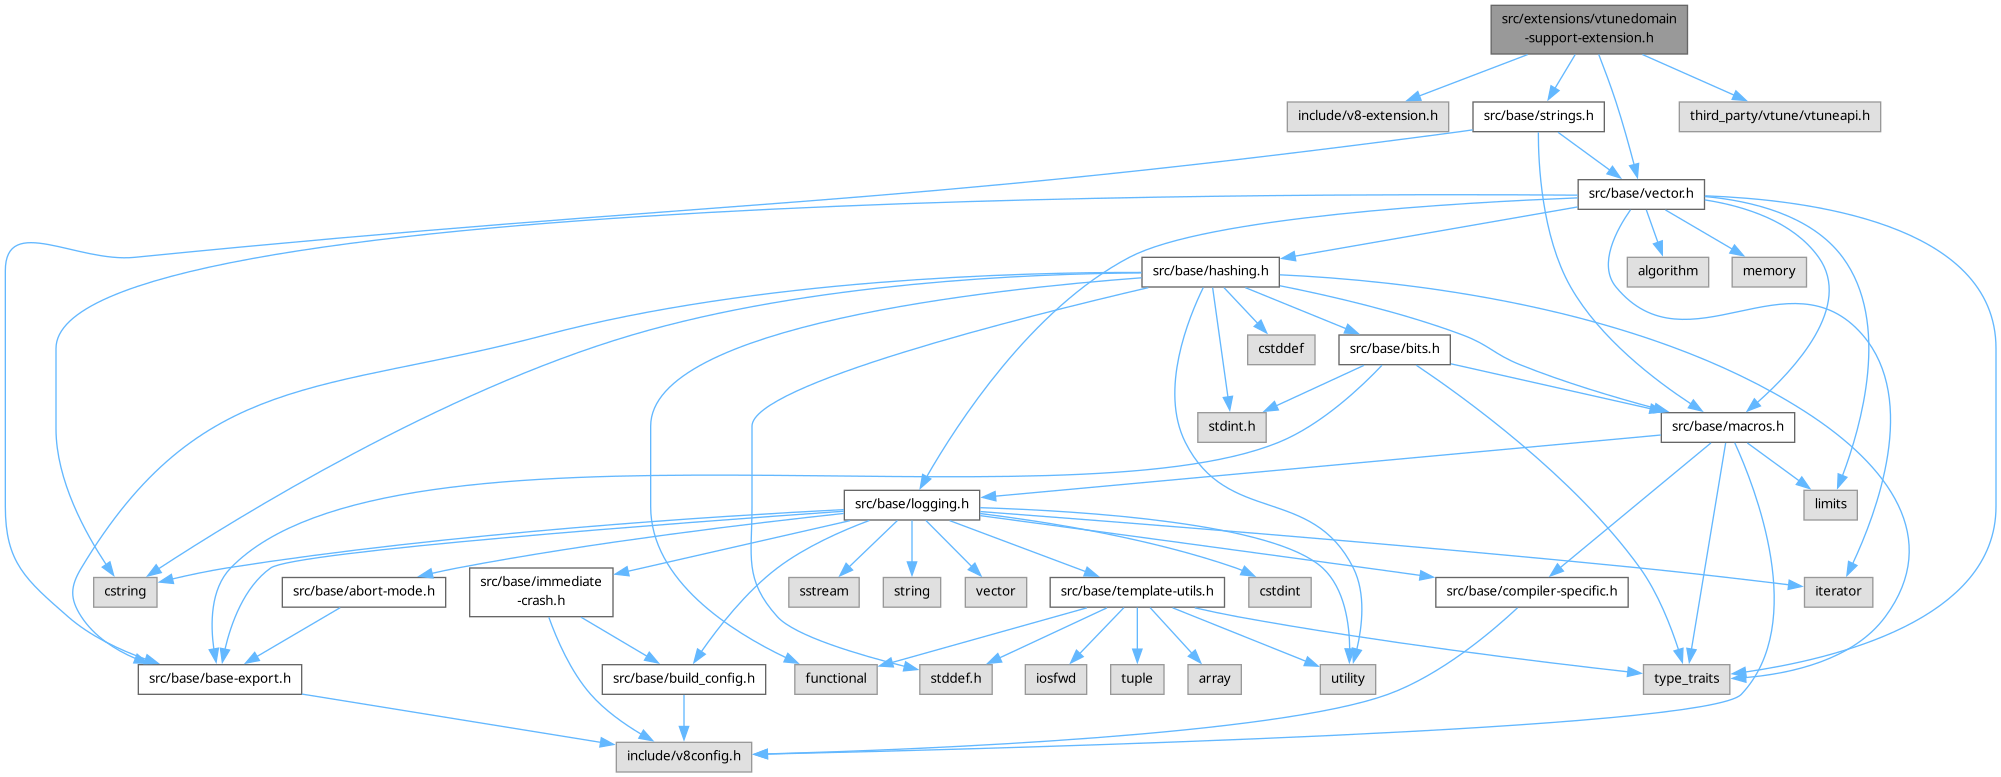 src/extensions/vtunedomain
-support-extension.h
include/v8-extension.h
src/base/strings.h
third_party/vtune/vtuneapi.h
src/base/vector.h
src/base/hashing.h
algorithm
memory
cstddef
src/base/bits.h
stdint.h
src/base/macros.h
src/base/logging.h
limits
cstring
src/base/abort-mode.h
src/base/immediate
-crash.h
sstream
string
vector
src/base/template-utils.h
cstdint
src/base/compiler-specific.h
iterator
src/base/base-export.h
src/base/build_config.h
functional
stddef.h
iosfwd
tuple
array
utility
type_traits
include/v8config.h